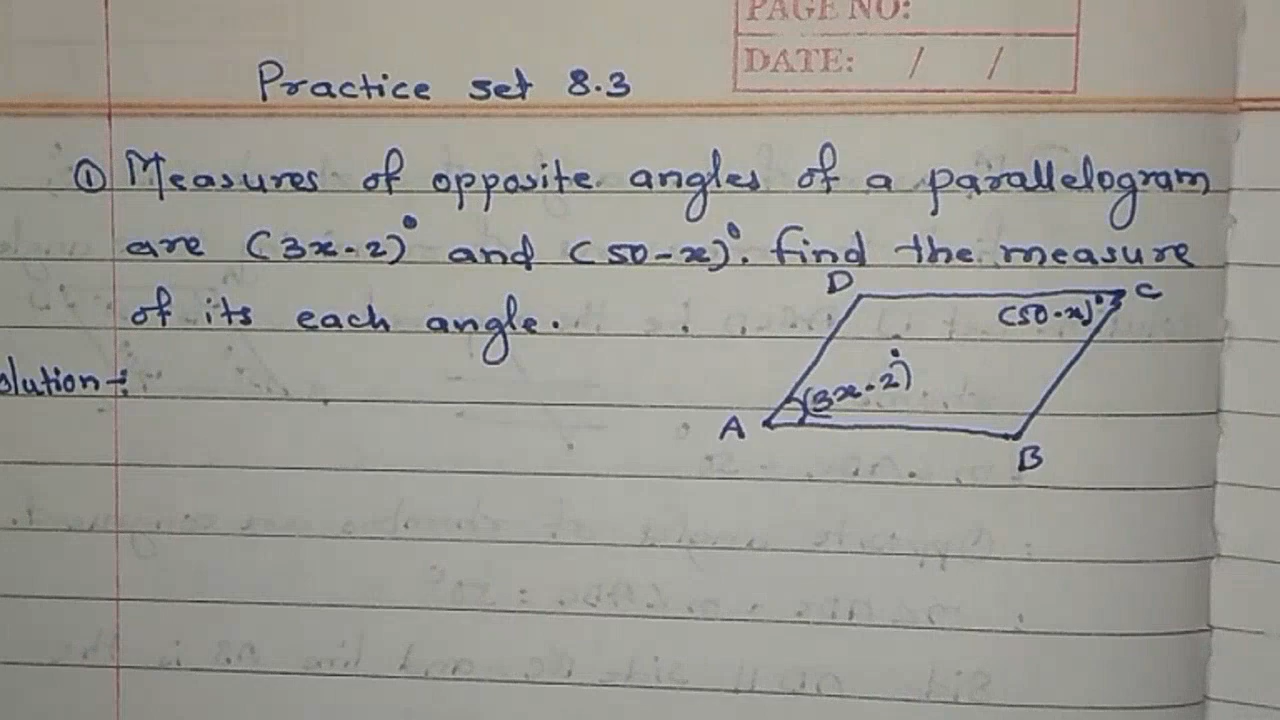 PAGE NO:
DATE: / /
Practice set 8.3
① Measures of opposite angles of a parallelogram
are (3x-2)° and (50-x)°. find the measure
of its each angle.
D
C
(50-x)°
olution -:
(3x-2)°
A
B